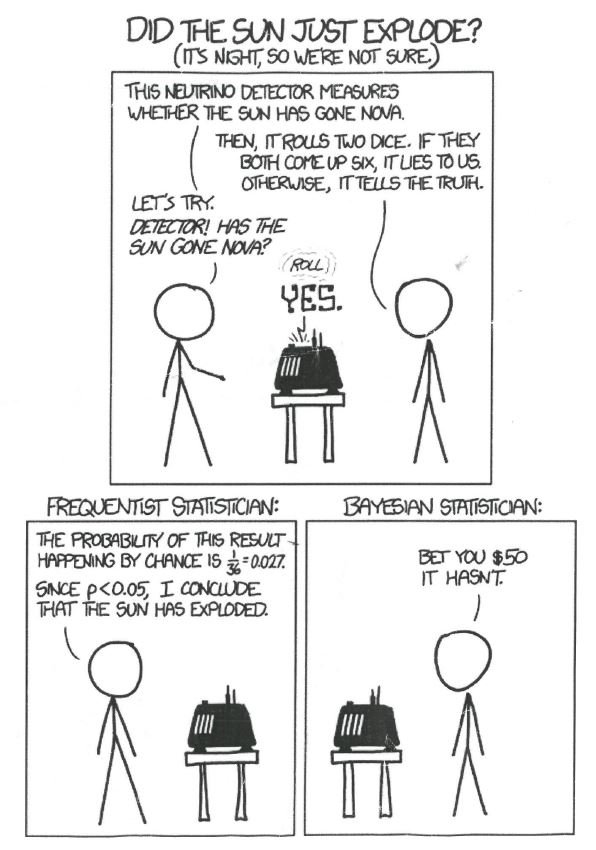 DID THE SUN JUST EXPLODE?
(IT'S NIGHT, SO WE'RE NOT SURE.)
THIS NEUTRINO DETECTOR MEASURES
WHETHER THE SUN HAS GONE NOVA.
THEN, IT ROLLS TWO DICE. IF THEY
BOTH COME UP SIX, IT LIES TO US.
OTHERWISE, IT TELLS THE TRUTH.
LET'S TRY.
DETECTOR! HAS THE
SUN GONE NOVA?
(ROLL)
YES.
FREQUENTIST STATISTICIAN:
THE PROBABILITY OF THIS RESULT
HAPPENING BY CHANCE IS 1/36 = 0.027.
SINCE p<0.05, I CONCLUDE
THAT THE SUN HAS EXPLODED.
BAYESIAN STATISTICIAN:
BET YOU $50
IT HASN'T.